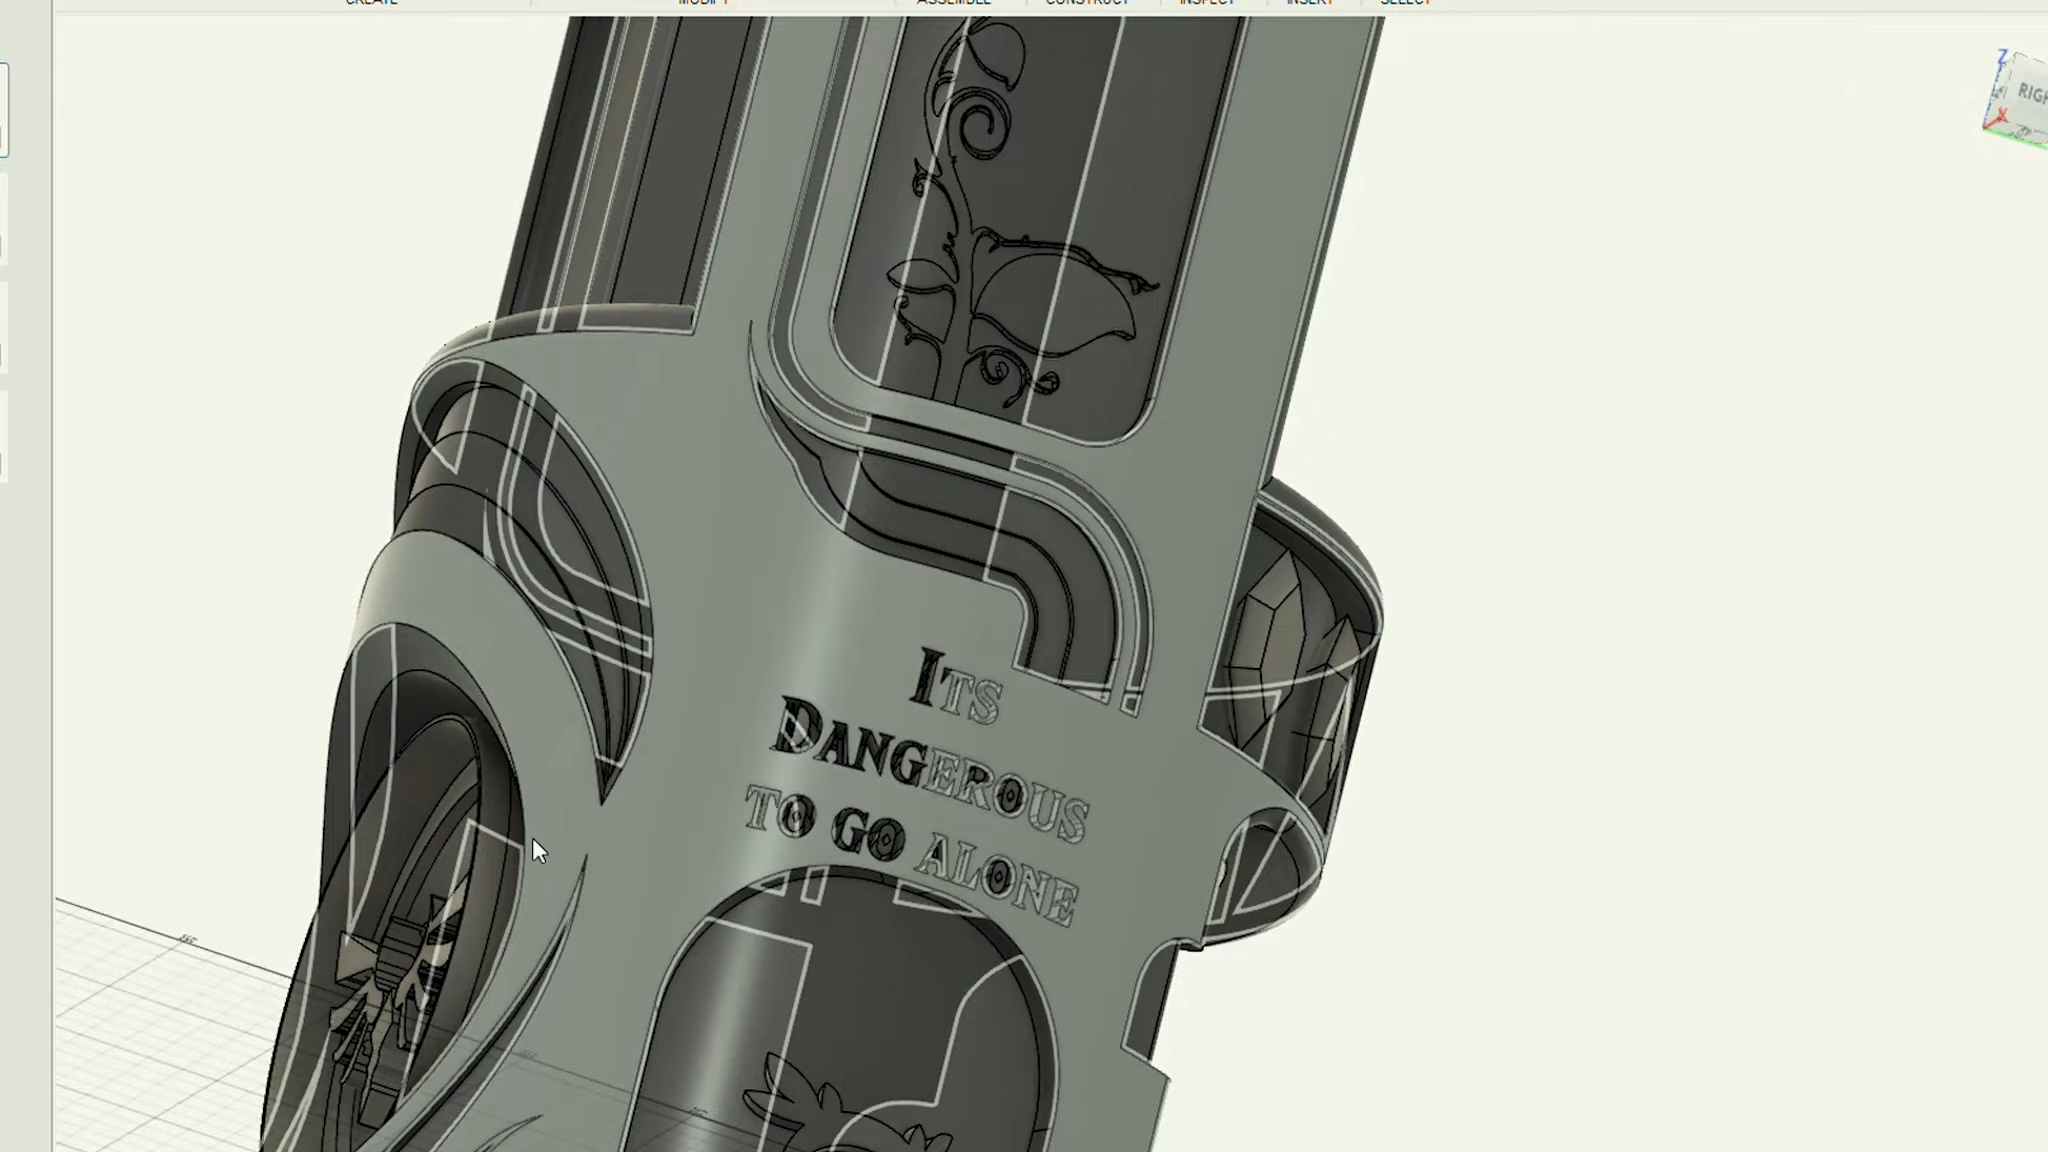 CREATE MODIFY ASSEMBLE CONSTRUCT INSPECT INSERT SELECT
Z
X
ITS
DANGEROUS
TO GO ALONE